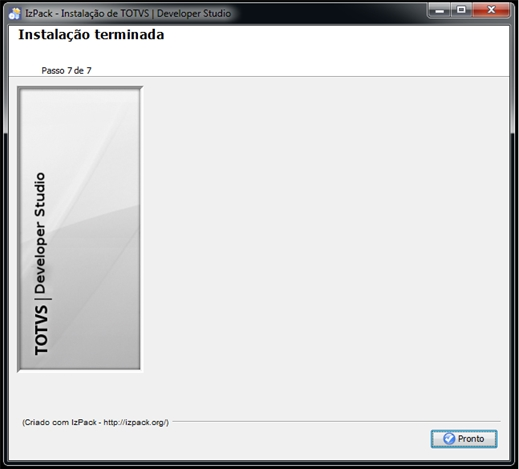 IzPack - Instalação de TOTVS | Developer Studio
Instalação terminada
Passo 7 de 7
TOTVS | Developer Studio
(Criado com IzPack - http://izpack.org/)
Pronto